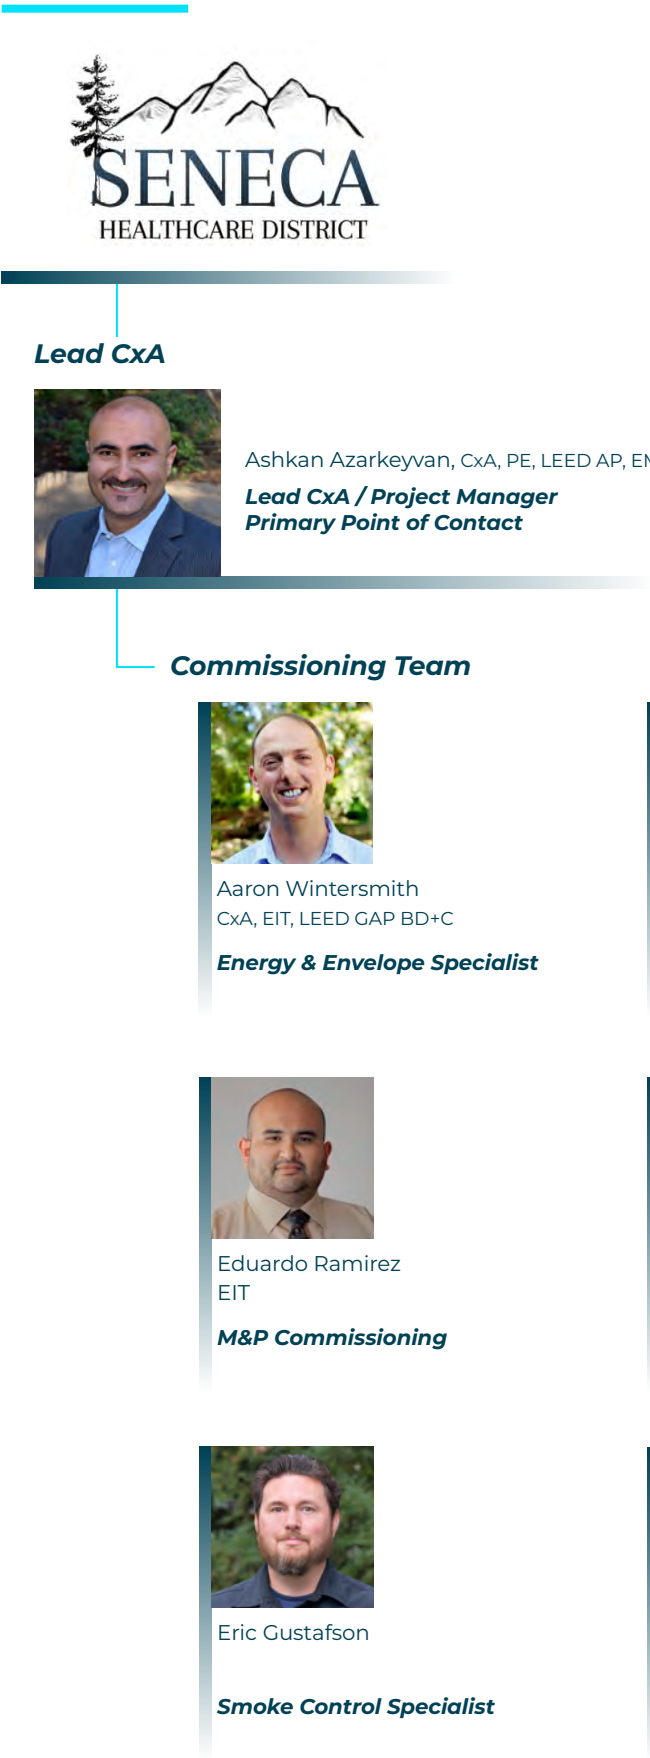 SENECA
HEALTHCARE DISTRICT
Lead CxA
Ashkan Azarkeyvan, CxA, PE, LEED AP,
Lead CxA / Project Manager
Primary Point of Contact
Commissioning Team
Aaron Wintersmith
CxA, EIT, LEED GAP BD+C
Energy & Envelope Specialist
Eduardo Ramirez
EIT
M&P Commissioning
Eric Gustafson
Smoke Control Specialist